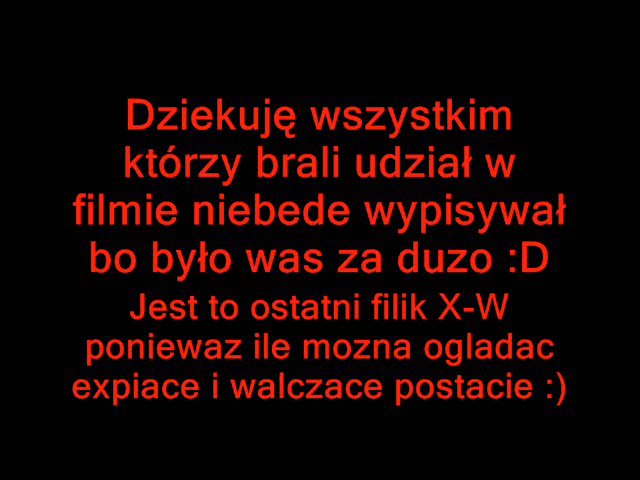 Dziekuję wszystkim
którzy brali udział w
filmie niebede wypisywał
bo było was za duzo :D
Jest to ostatni filik X-W
poniewaz ile mozna ogladac
expiace i walczace postacie :)